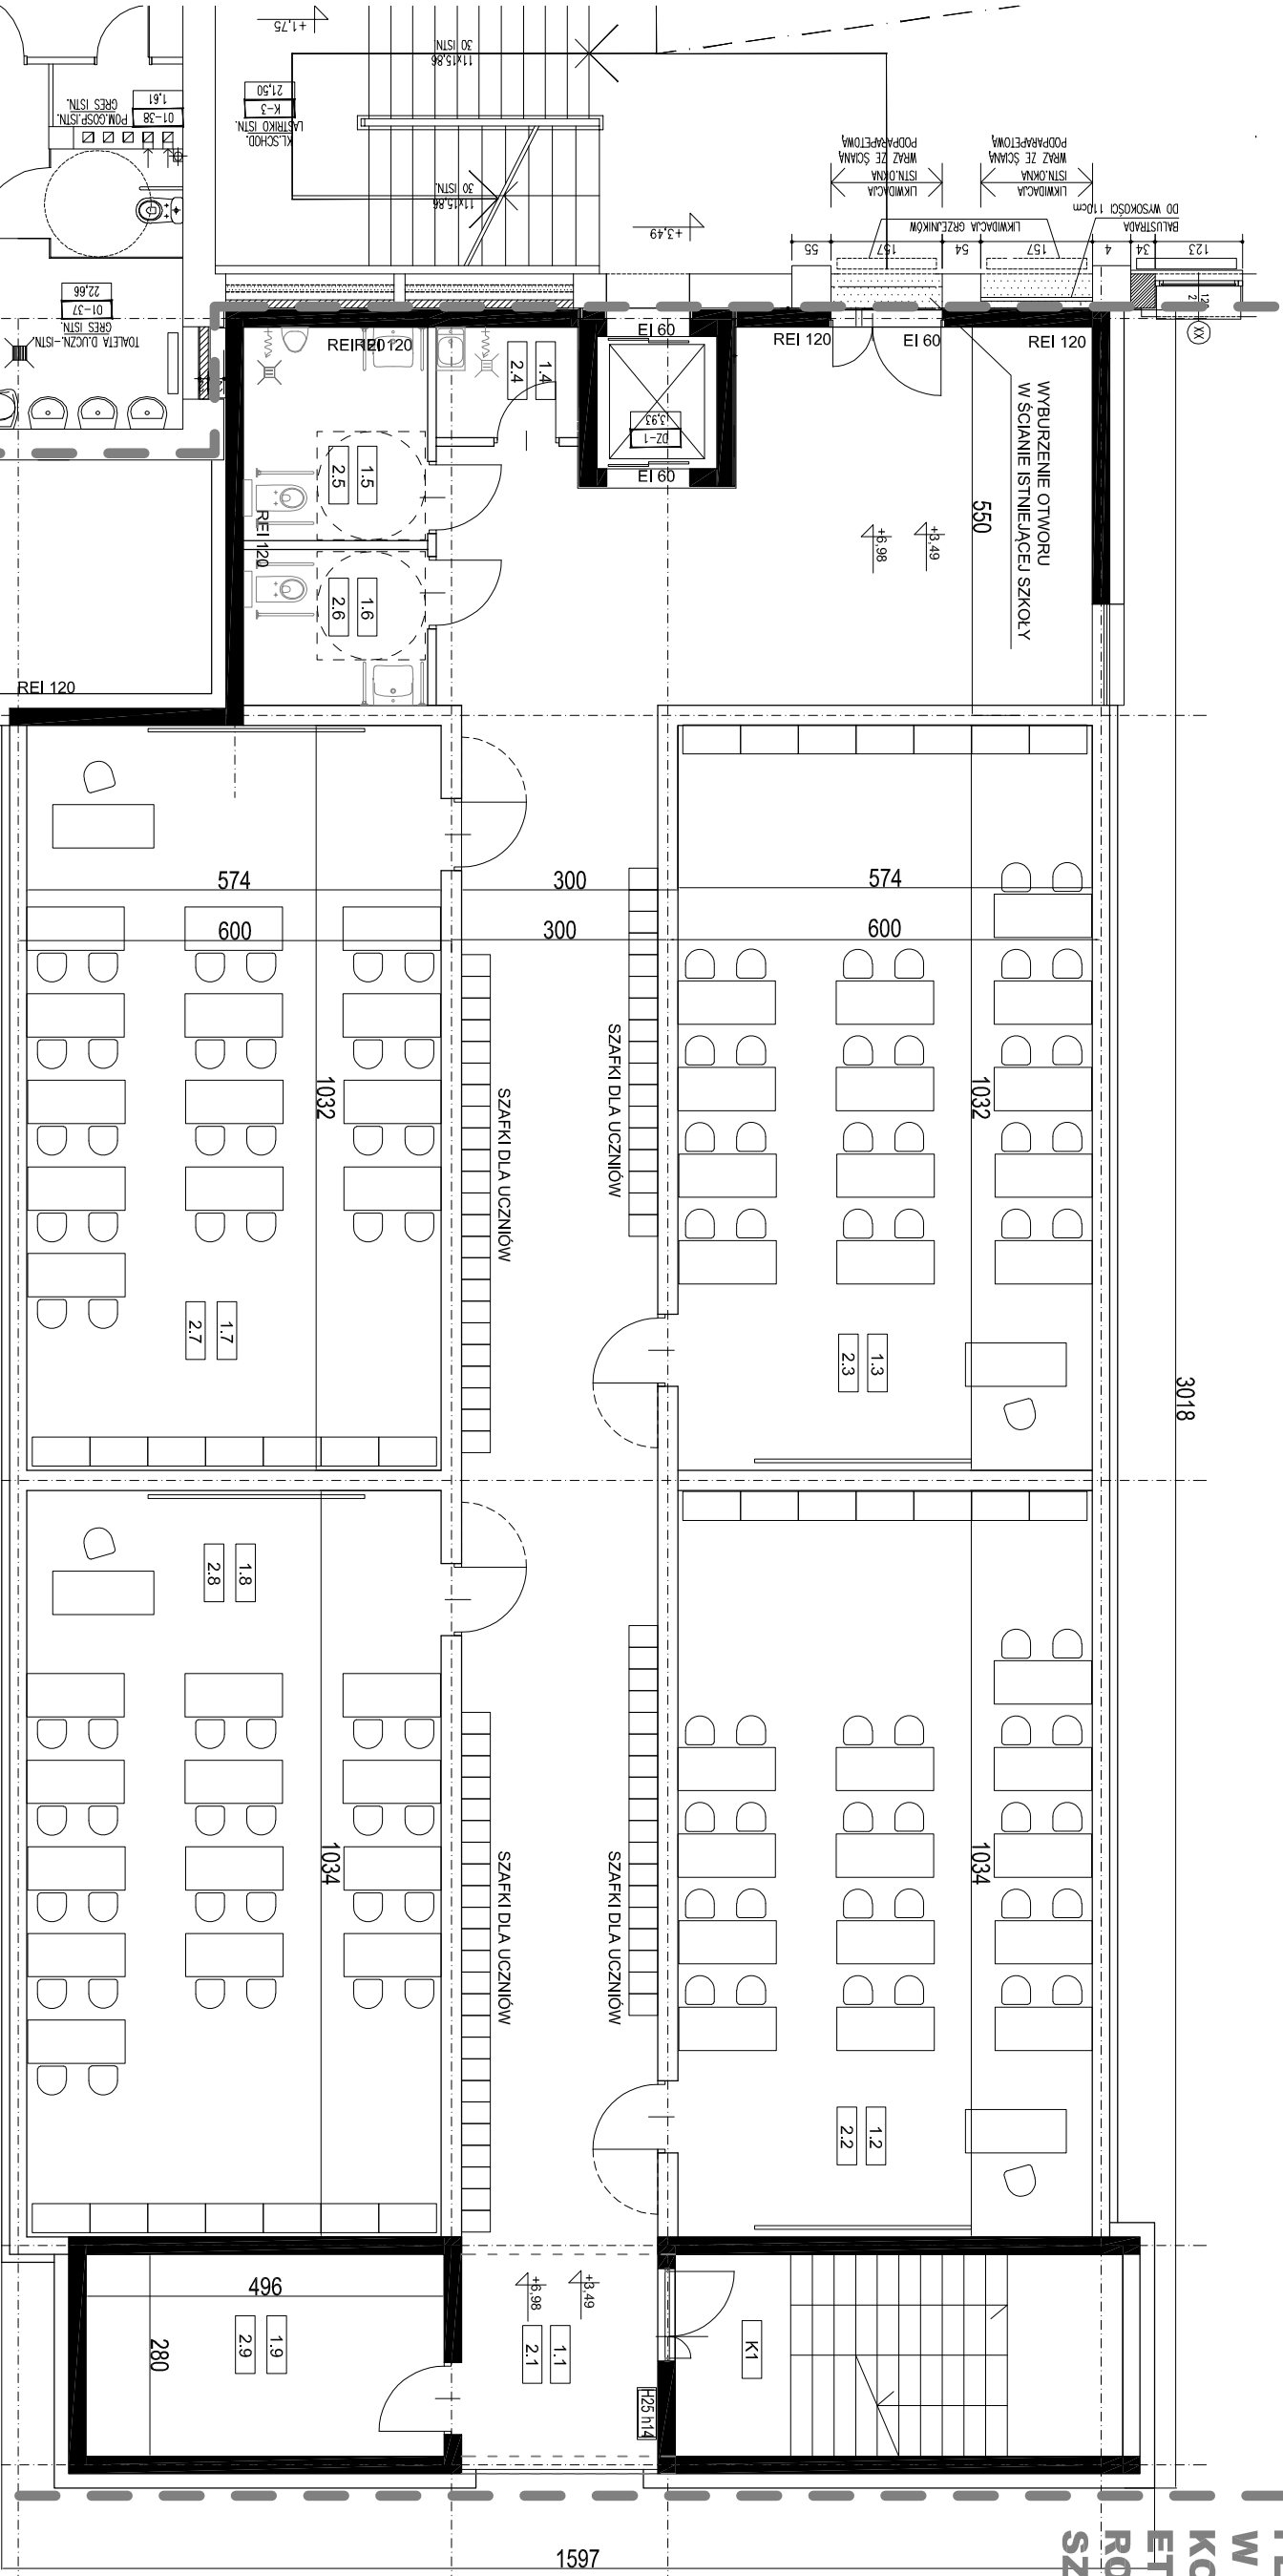 +1,75
30 ISTN.
11x15,86
21,50
K-3
LASTRIKO ISTN.
KL.SCHOD.
1,61
01-38
GRES ISTN.
POM.GOSP.ISTN.
30 ISTN.
11x15,86
+3,49
LIKWIDACJA
ISTN.OKNA
WRAZ ZE ŚCIANĄ
PODPARAPETOWĄ
LIKWIDACJA
ISTN.OKNA
WRAZ ZE ŚCIANĄ
PODPARAPETOWĄ
BALUSTRADA
DO WYSOKOŚCI 110cm
LIKWIDACJA GRZEJNIKÓW
55
157
54
157
4
34
123
XX
22,66
01-37
GRES ISTN.
TOALETA D.UCZN.-ISTN.
REI 120
EI 60
REI 120
EI 60
REI 120
1.4
2.4
3,93
DZ-1
EI 60
WYBURZENIE OTWORU
W ŚCIANIE ISTNIEJĄCEJ SZKOŁY
1.5
2.5
REI 120
550
+3,49
+6,98
1.6
2.6
REI 120
574
300
574
600
300
600
1032
SZAFKI DLA UCZNIÓW
SZAFKI DLA UCZNIÓW
1032
1.7
2.7
1.3
2.3
3018
1.8
2.8
1034
SZAFKI DLA UCZNIÓW
SZAFKI DLA UCZNIÓW
1034
1.2
2.2
496
280
1.9
2.9
+3,49
+6,98
1.1
2.1
K1
H25 h14
1597
W
KO
ET
RO
SZ